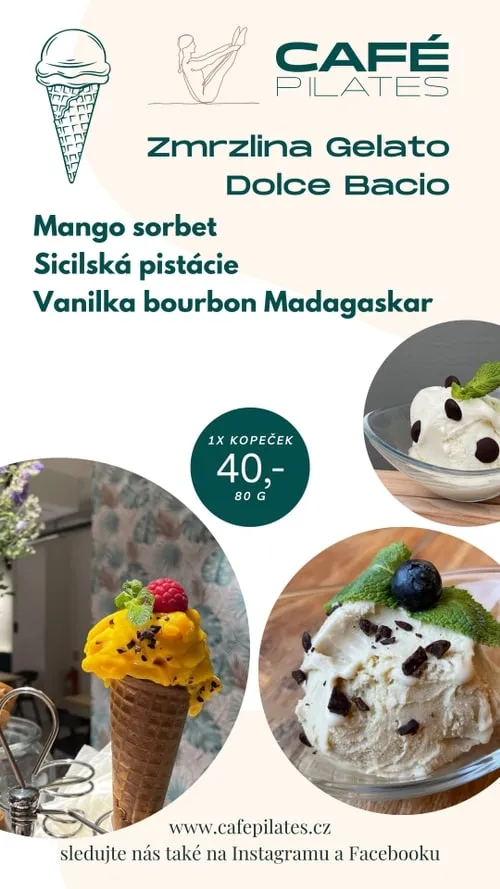 CAFÉ
PILATES
Zmrzlina Gelato
Dolce Bacio
Mango sorbet
Sicilská pistácie
Vanilka bourbon Madagaskar
1X KOPEČEK
40,-
80 G
www.cafepilates.cz
sledujte nás také na Instagramu a Facebooku